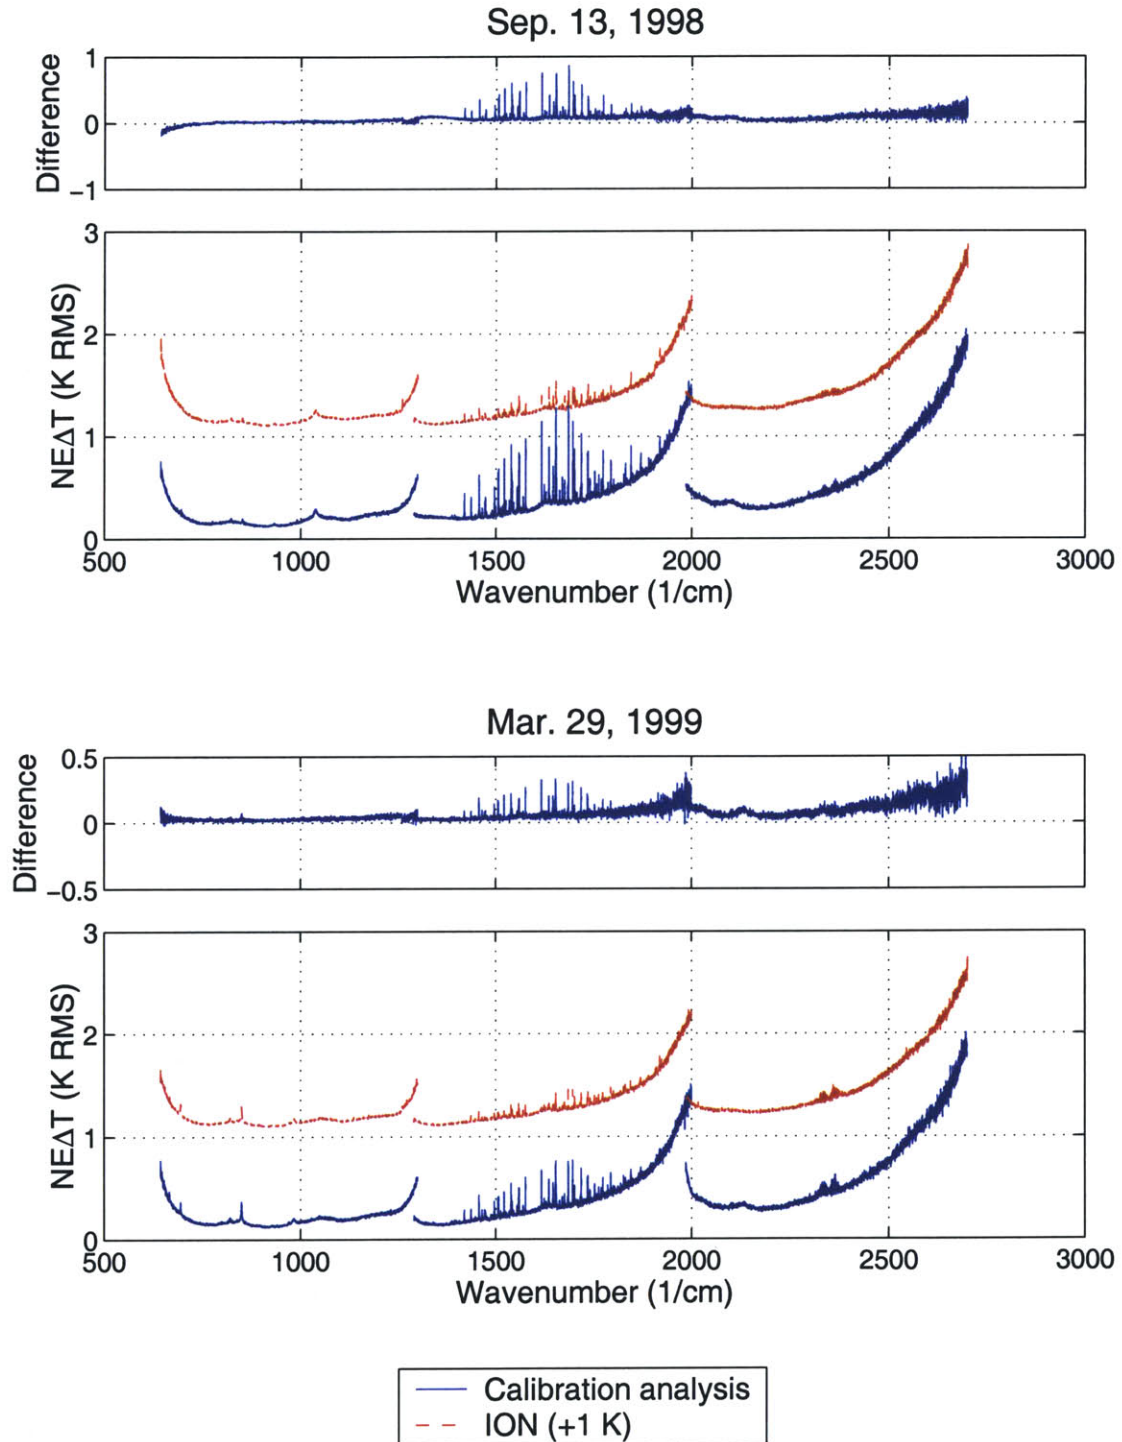 Sep. 13, 1998
Difference
1
0
−1
NEΔT (K RMS)
3
2
1
0
500 1000 1500 2000 2500 3000
Wavenumber (1/cm)
Mar. 29, 1999
Difference
0.5
0
−0.5
NEΔT (K RMS)
3
2
1
0
500 1000 1500 2000 2500 3000
Wavenumber (1/cm)
Calibration analysis
ION (+1 K)